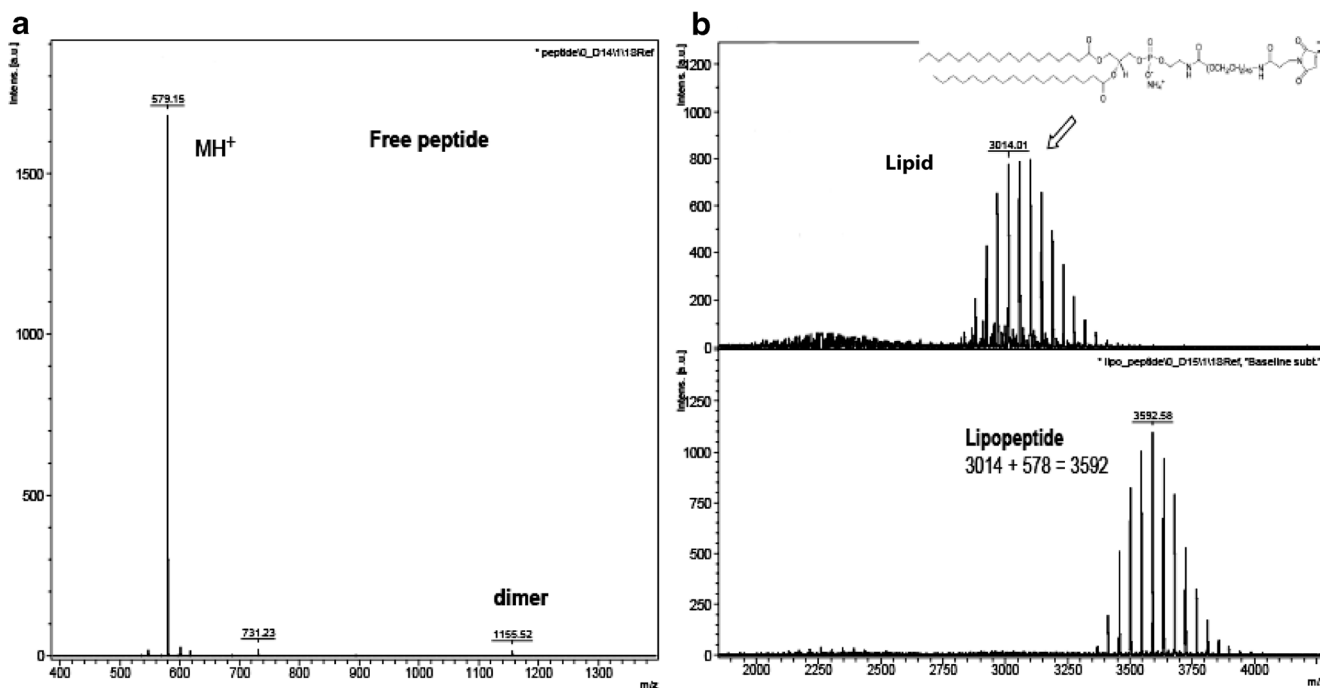 a
* peptide\0_D14\1\1SRef
Intens. [a.u.]
579.15
MH+
Free peptide
1500
1000
500
0
dimer
731.23
1155.52
400 500 600 700 800 900 1000 1100 1200 1300
m/z
b
Intens. [a.u.]
1200
1000
800
600
400
200
0
3014.01
Lipid
NH4+
* lipo_peptide\0_D15\1\1SRef, "Baseline subt."
Intens. [a.u.]
1250
1000
750
500
250
0
3592.58
Lipopeptide
3014 + 578 = 3592
2000 2250 2500 2750 3000 3250 3500 3750 4000